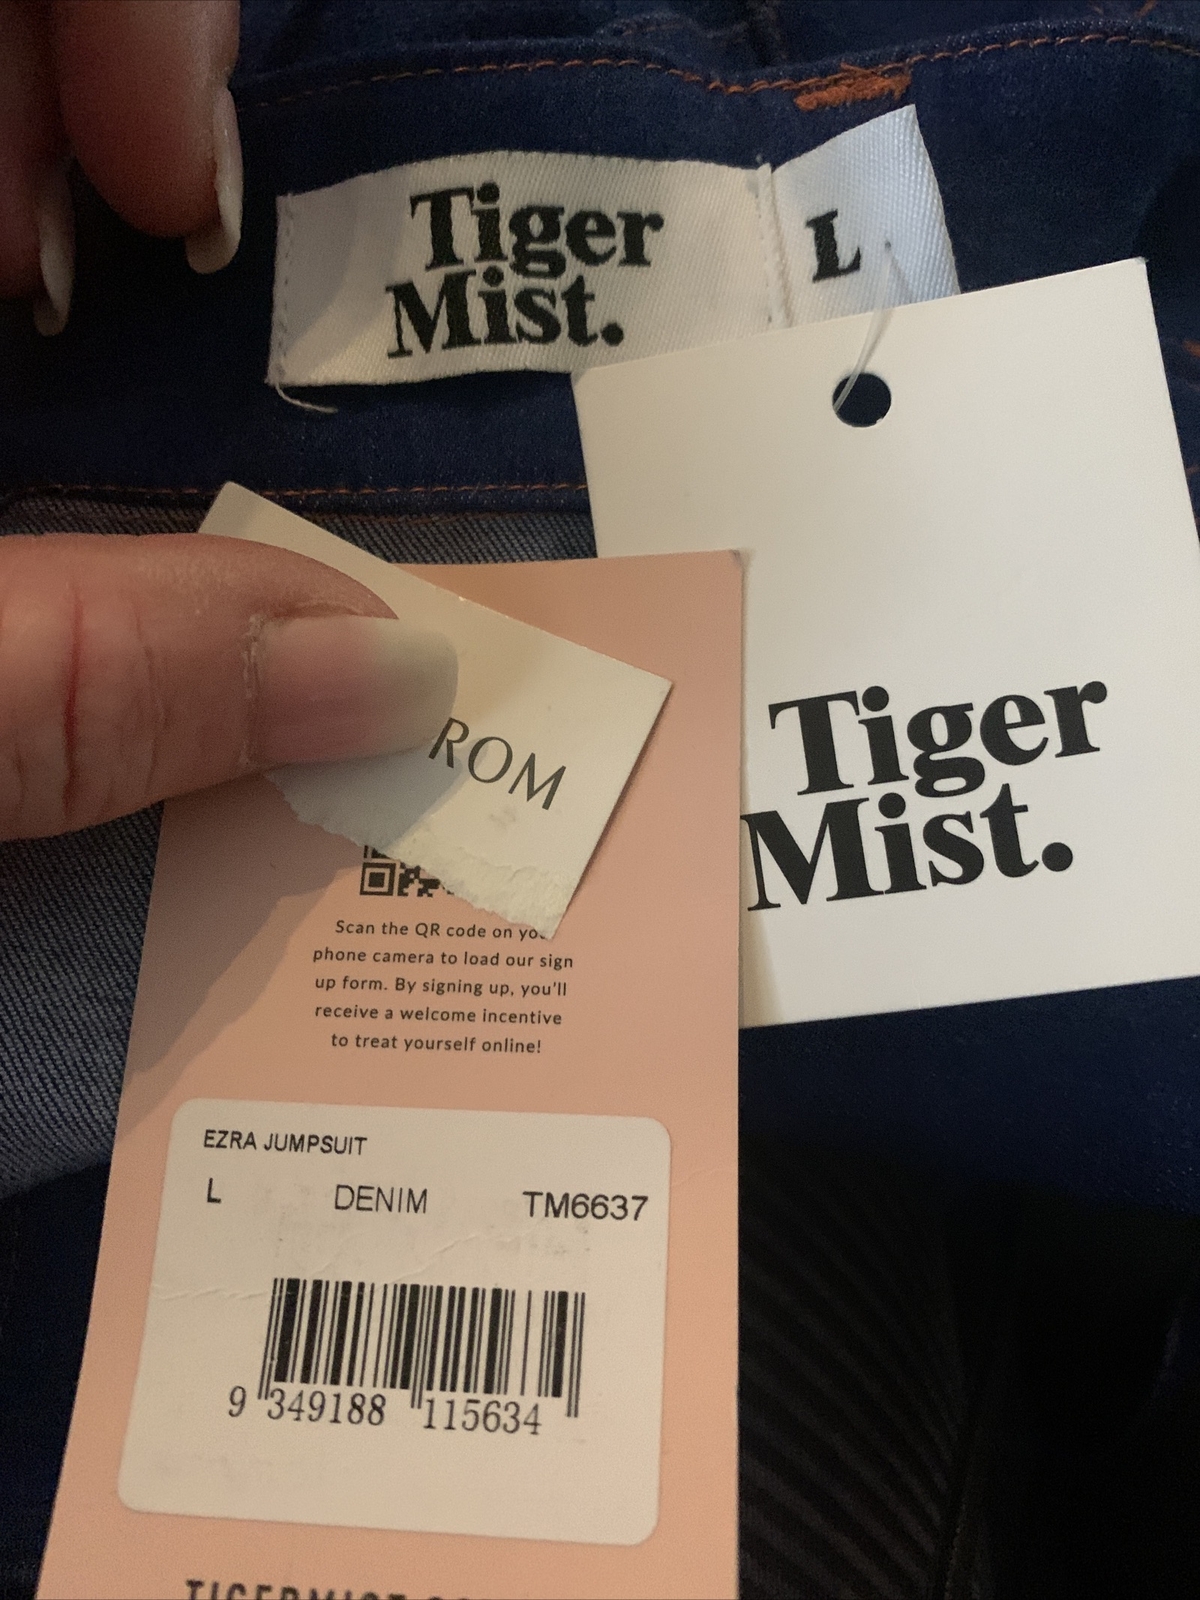 Tiger
Mist.
L
Tiger
Mist.
ROM
Scan the QR code on
phone camera to load our sign
up form. By signing up, you'll
receive a welcome incentive
to treat yourself online!
EZRA JUMPSUIT
L DENIM TM6637
9 349188 115634